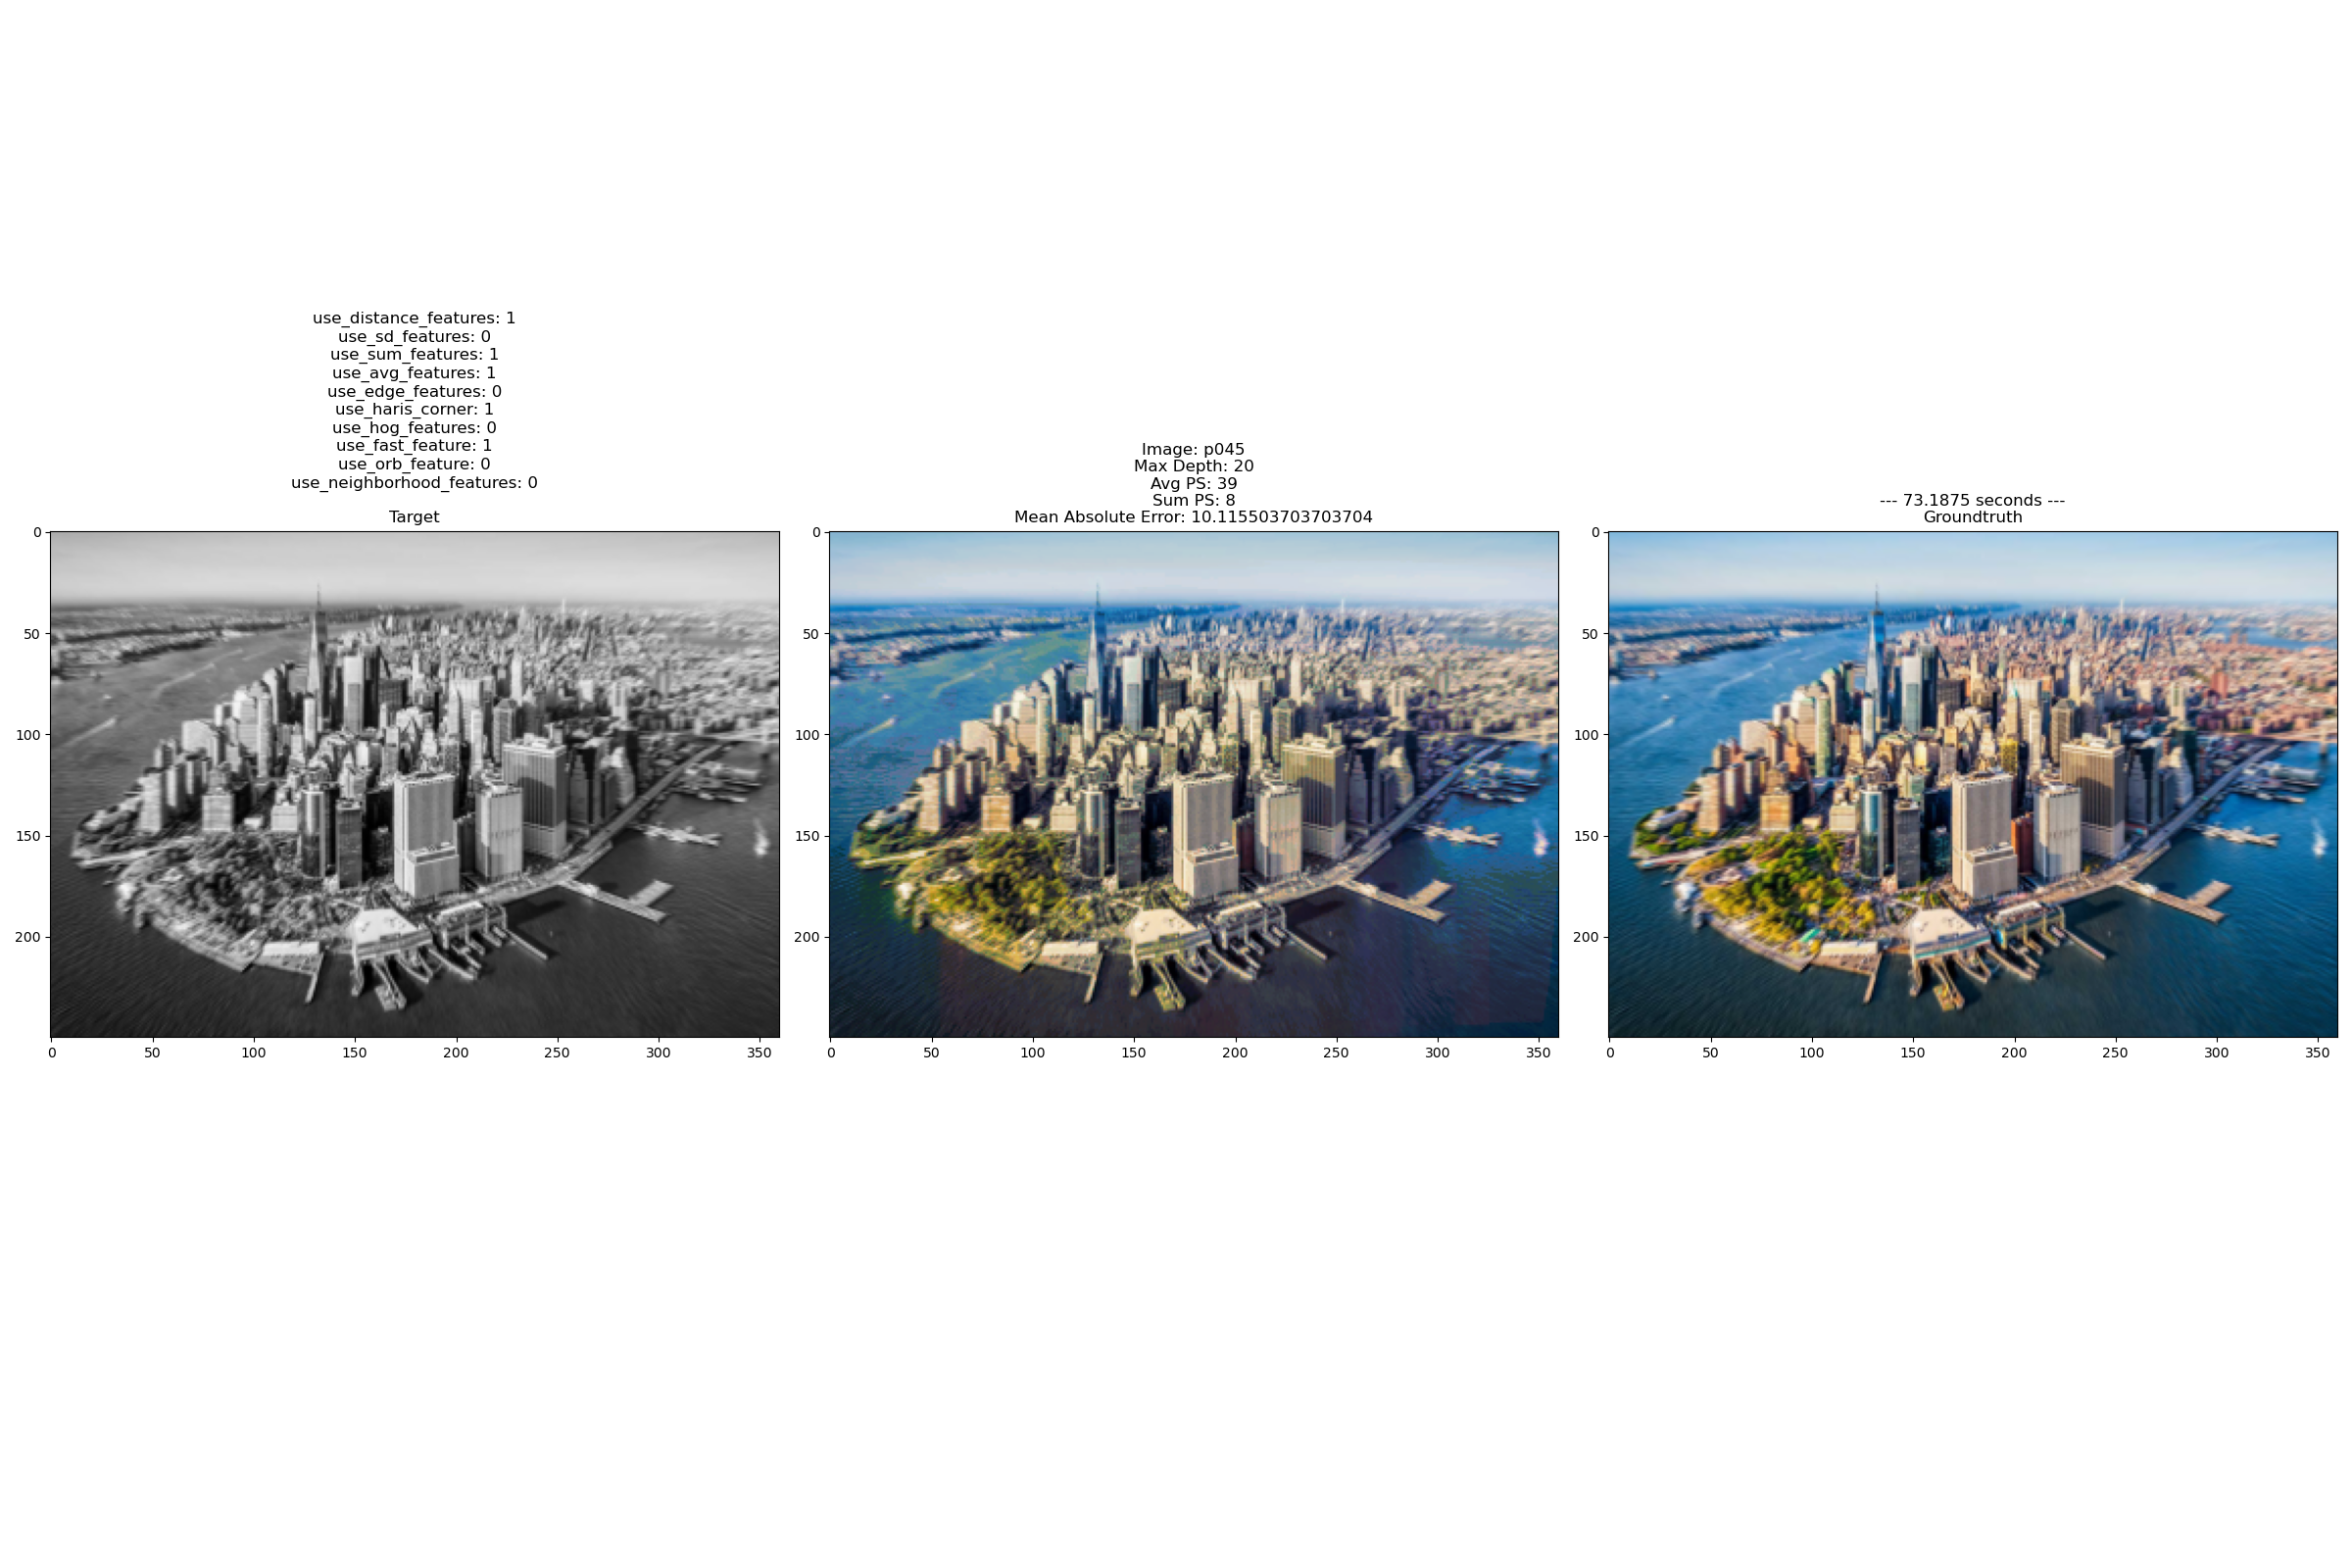 use_distance_features: 1
use_sd_features: 0
use_sum_features: 1
use_avg_features: 1
use_edge_features: 0
use_haris_corner: 1
use_hog_features: 0
use_fast_feature: 1
use_orb_feature: 0
use_neighborhood_features: 0
Target
0
50
100
150
200
0 50 100 150 200 250 300 350
Image: p045
Max Depth: 20
Avg PS: 39
Sum PS: 8
Mean Absolute Error: 10.115503703703704
0
50
100
150
200
0 50 100 150 200 250 300 350
--- 73.1875 seconds ---
Groundtruth
0
50
100
150
200
0 50 100 150 200 250 300 350